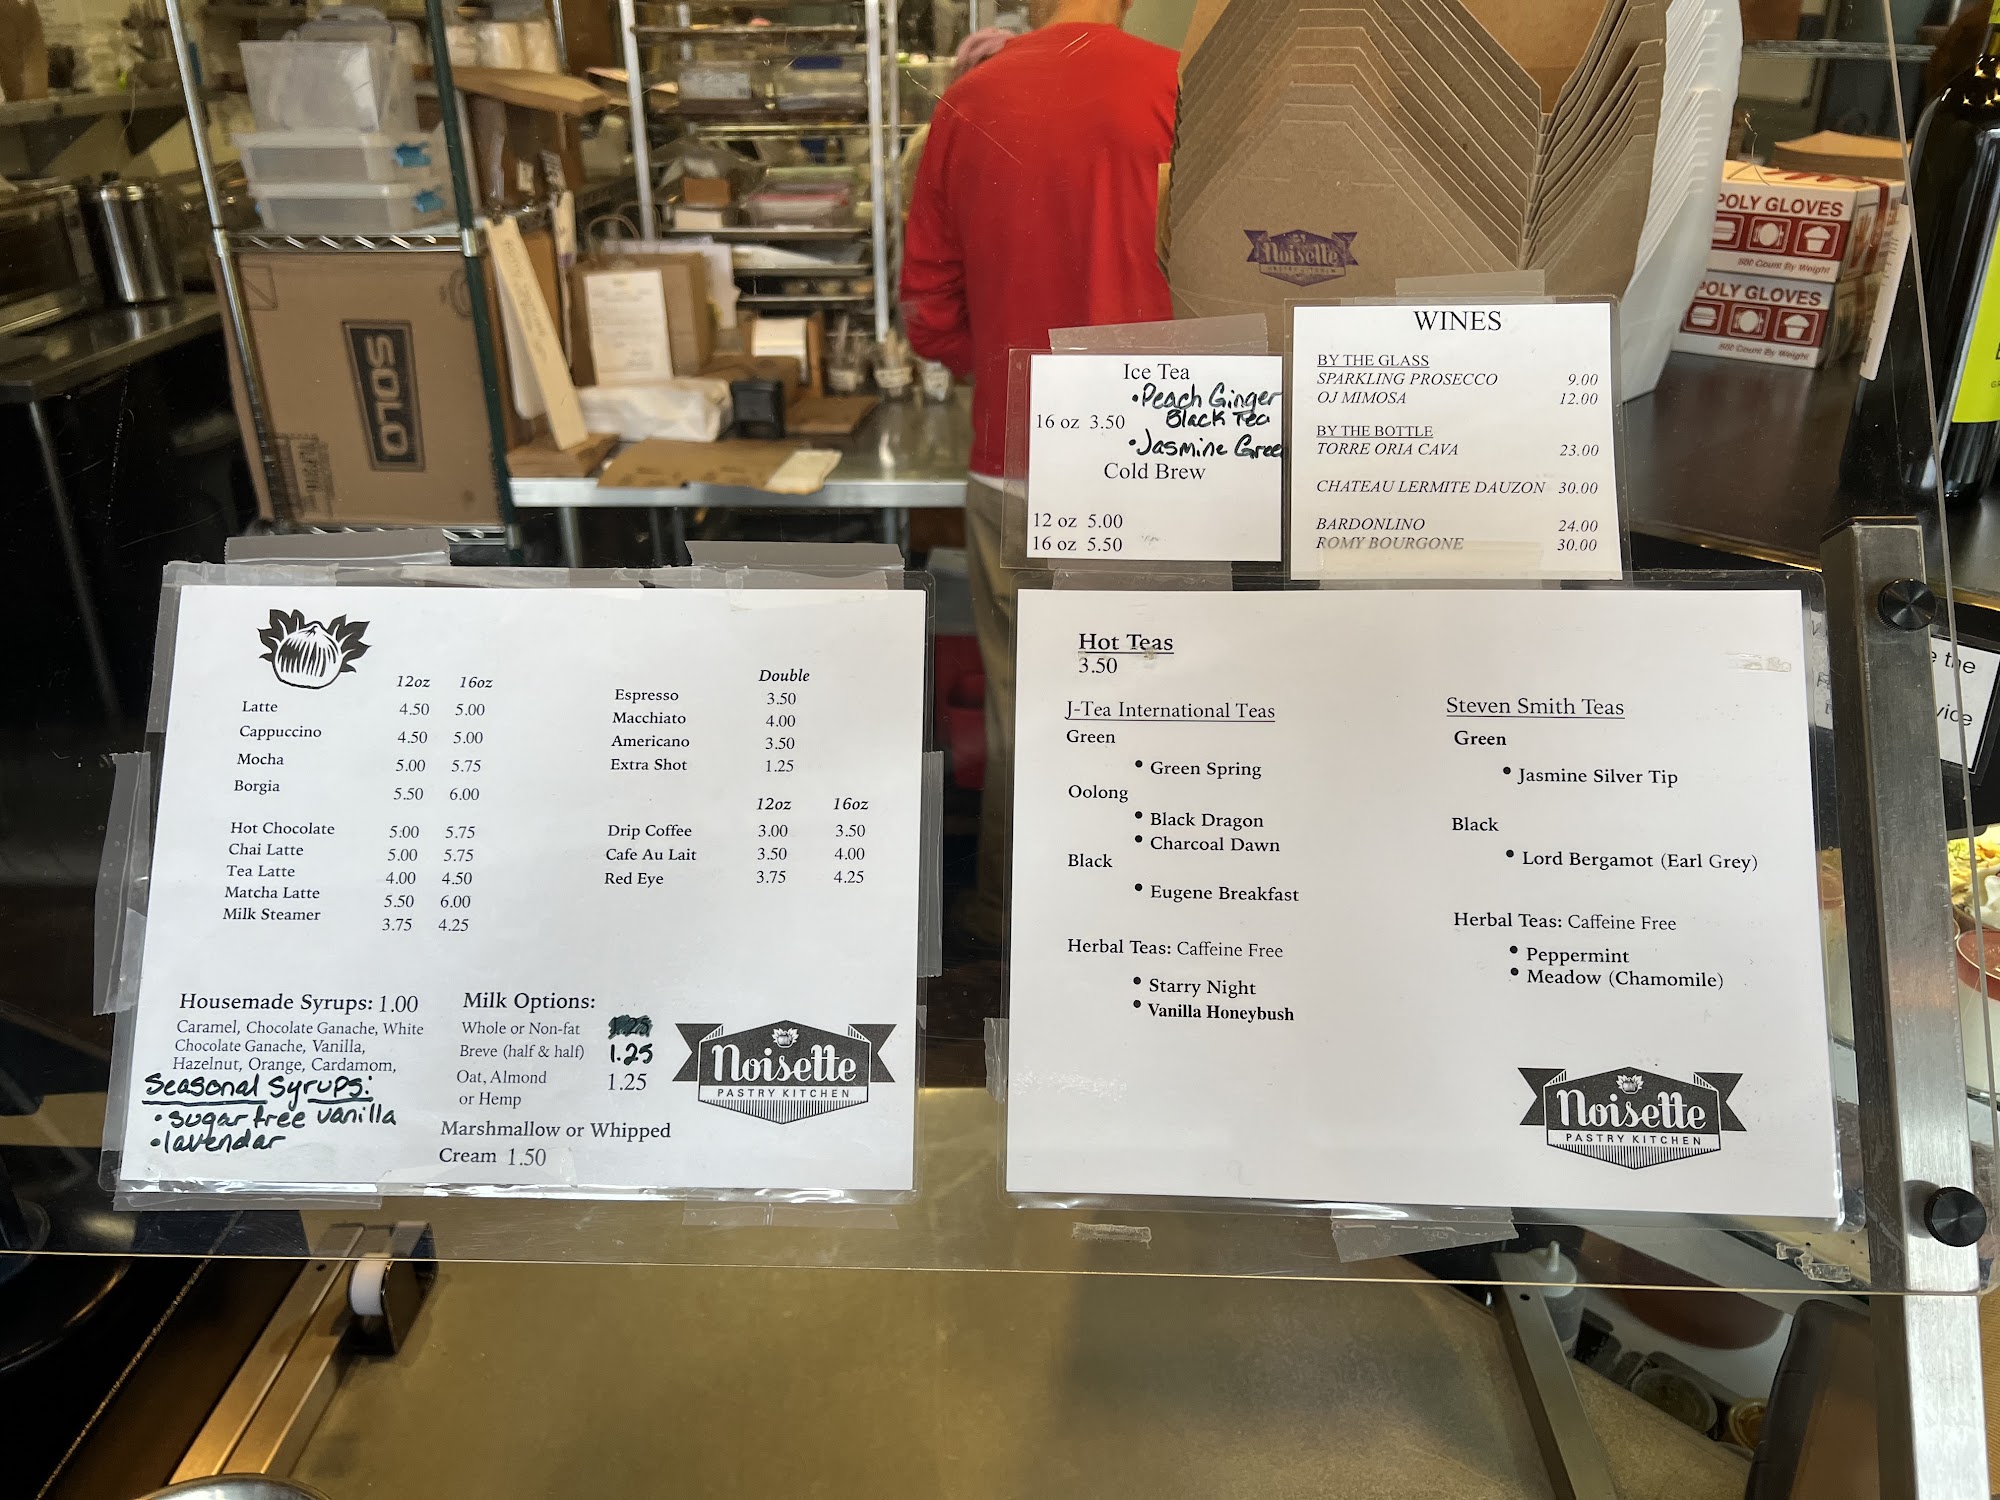 SOLO
Noisette
PASTRY KITCHEN
POLY GLOVES
500 Count By Weight
POLY GLOVES
500 Count By Weight
Ice Tea
•Peach Ginger
Black Tea
16 oz 3.50
•Jasmine Green
Cold Brew
12 oz 5.00
16 oz 5.50
WINES
BY THE GLASS
SPARKLING PROSECCO 9.00
OJ MIMOSA 12.00
BY THE BOTTLE
TORRE ORIA CAVA 23.00
CHATEAU LERMITE DAUZON 30.00
BARDONLINO 24.00
ROMY BOURGONE 30.00
12oz 16oz
Latte 4.50 5.00
Cappuccino 4.50 5.00
Mocha 5.00 5.75
Borgia 5.50 6.00
Hot Chocolate 5:00 5.75
Chai Latte 5.00 5.75
Tea Latte 4.00 4.50
Matcha Latte 5.50 6.00
Milk Steamer 3.75 4.25
Double
Espresso 3.50
Macchiato 4.00
Americano 3.50
Extra Shot 1.25
12oz 16oz
Drip Coffee 3.00 3.50
Cafe Au Lait 3.50 4.00
Red Eye 3.75 4.25
Housemade Syrups: 1.00
Caramel, Chocolate Ganache, White
Chocolate Ganache, Vanilla,
Hazelnut, Orange, Cardamom,
Seasonal Syrups:
•sugar free vanilla
•lavendar
Milk Options:
Whole or Non-fat
Breve (half & half) 1.25
Oat, Almond 1.25
or Hemp
Marshmallow or Whipped
Cream 1.50
Noisette
PASTRY KITCHEN
Hot Teas
3.50
J-Tea International Teas
Green
• Green Spring
Oolong
• Black Dragon
• Charcoal Dawn
Black
• Eugene Breakfast
Herbal Teas: Caffeine Free
• Starry Night
• Vanilla Honeybush
Steven Smith Teas
Green
• Jasmine Silver Tip
Black
• Lord Bergamot (Earl Grey)
Herbal Teas: Caffeine Free
• Peppermint
• Meadow (Chamomile)
Noisette
PASTRY KITCHEN
the